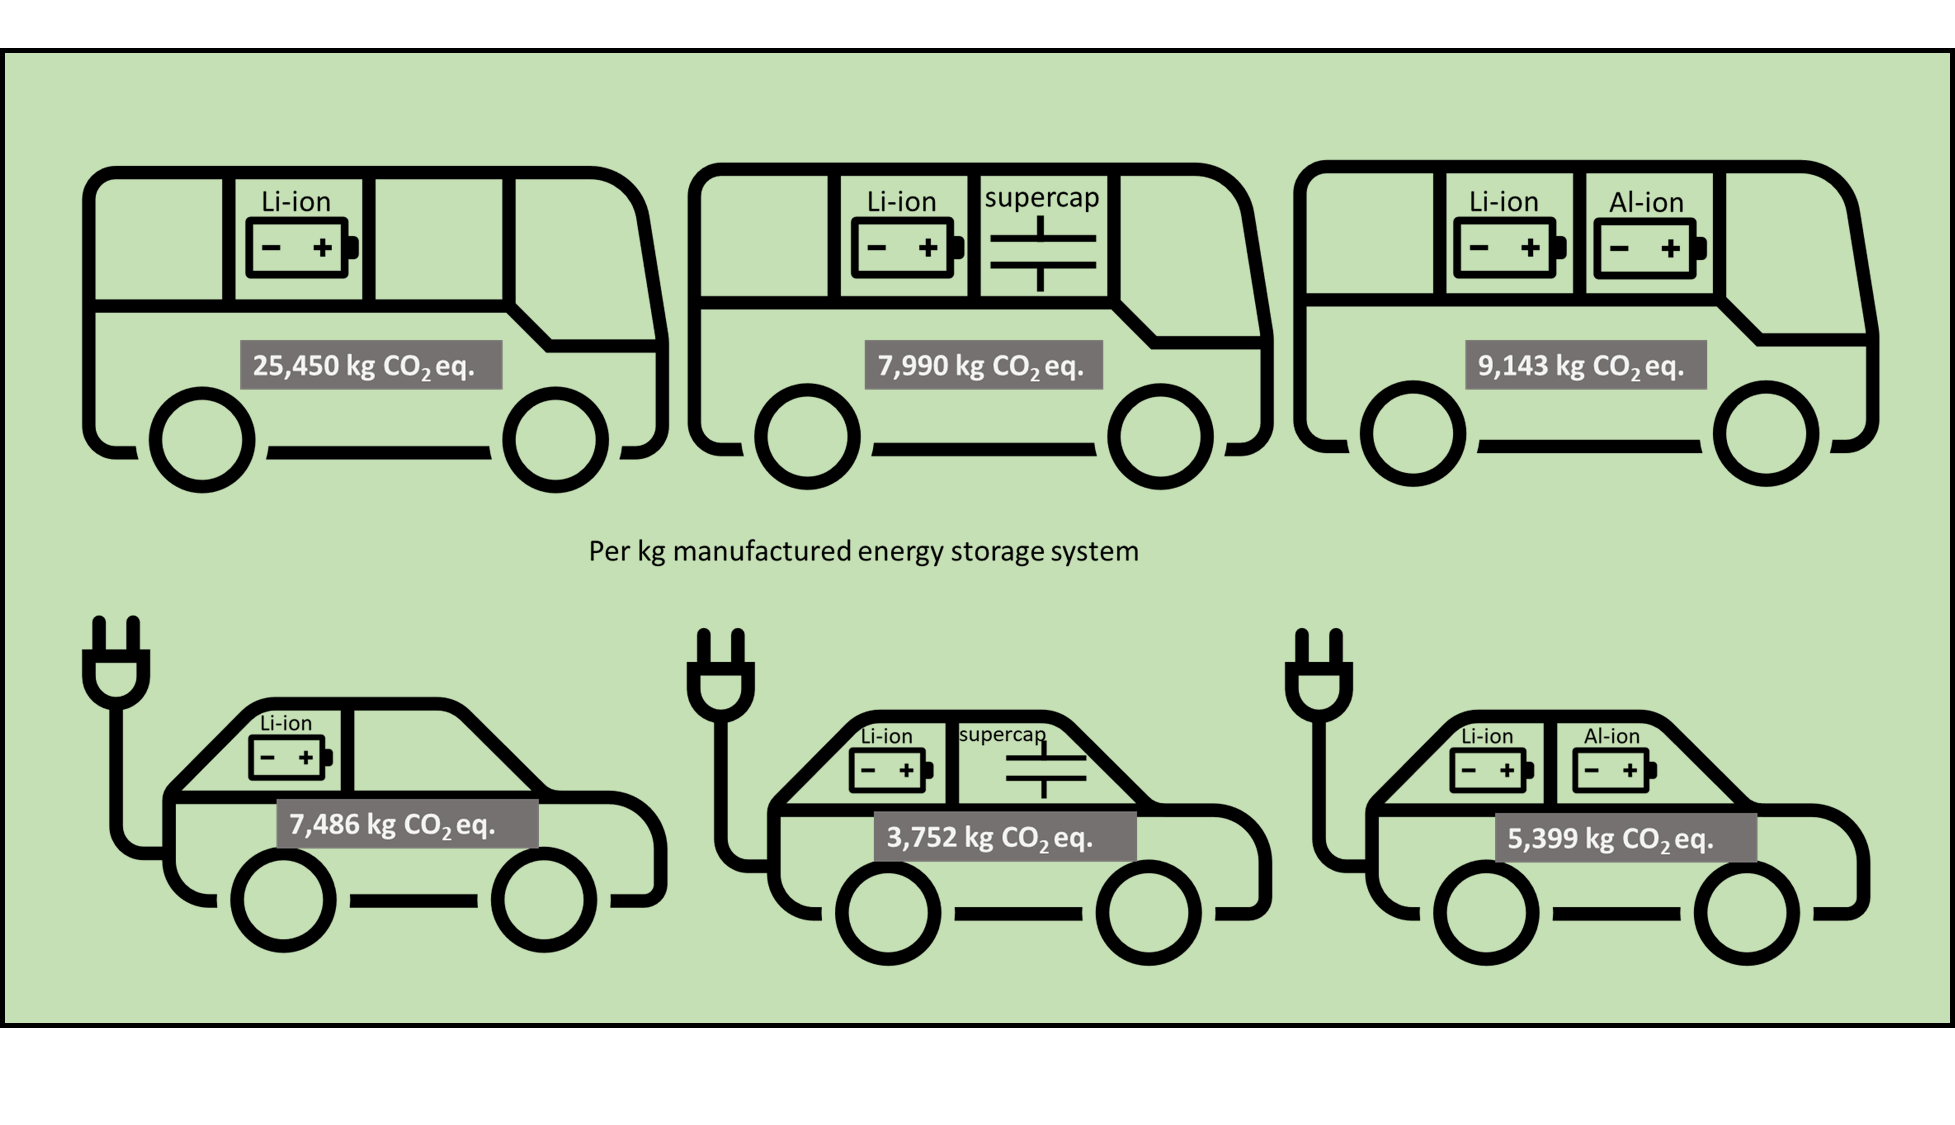 Li-ion
Li-ion
supercap
Li-ion
Al-ion
25,450 kg CO₂ eq.
7,990 kg CO₂ eq.
9,143 kg CO₂ eq.
Per kg manufactured energy storage system
Li-ion
Li-ion
supercap
Li-ion
Al-ion
7,486 kg CO₂ eq.
3,752 kg CO₂ eq.
5,399 kg CO₂ eq.